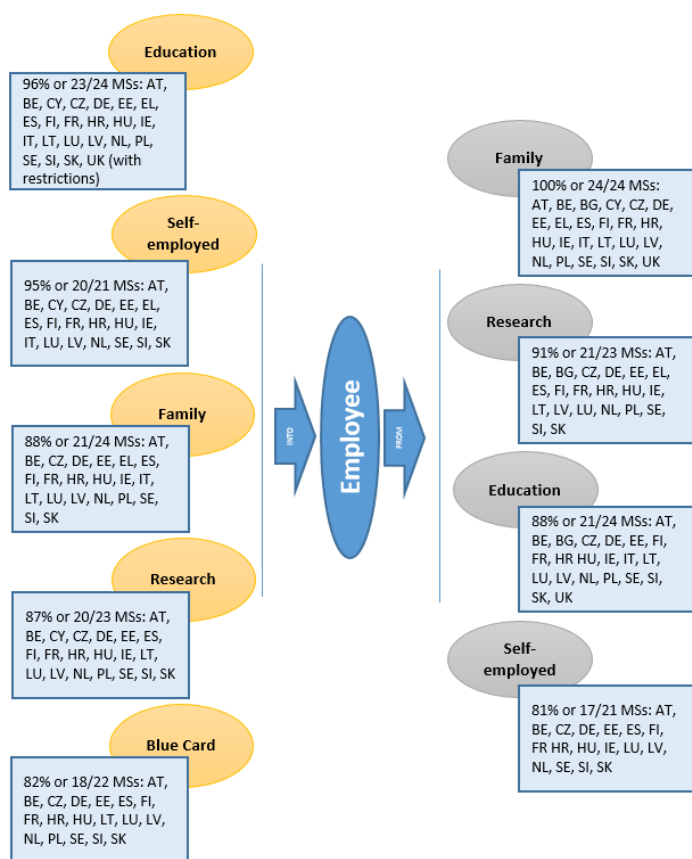 Education
96% or 23/24 MSs: AT,
BE, CY, CZ, DE, EE, EL,
ES, FI, FR, HR, HU, IE,
IT, LT, LU, LV, NL, PL,
SE, SI, SK, UK (with
restrictions)
Self-
employed
95% or 20/21 MSs: AT,
BE, CY, CZ, DE, EE, EL,
ES, FI, FR, HR, HU, IE,
IT, LU, LV, NL, SE, SI, SK
Family
88% or 21/24 MSs: AT,
BE, CZ, DE, EE, EL, ES,
FI, FR, HR, HU, IE, IT,
LT, LU, LV, NL, PL, SE,
SI, SK
Research
87% or 20/23 MSs: AT,
BE, CY, CZ, DE, EE, ES,
FI, FR, HR, HU, IE, LT,
LU, LV, NL, PL, SE, SI, SK
Blue Card
82% or 18/22 MSs: AT,
BE, CZ, DE, EE, ES, FI,
FR, HR, HU, LT, LU, LV,
NL, PL, SE, SI, SK
INTO
Employee
FROM
Family
100% or 24/24 MSs:
AT, BE, BG, CY, CZ, DE,
EE, EL, ES, FI, FR, HR,
HU, IE, IT, LT, LU, LV,
NL, PL, SE, SI, SK, UK
Research
91% or 21/23 MSs: AT,
BE, BG, CZ, DE, EE, EL,
ES, FI, FR, HR, HU, IE,
LT, LV, LU, NL, PL, SE,
SI, SK
Education
88% or 21/24 MSs: AT,
BE, BG, CZ, DE, EE, FI,
FR, HR HU, IE, IT, LT,
LU, LV, NL, PL, SE, SI,
SK, UK
Self-
employed
81% or 17/21 MSs: AT,
BE, CZ, DE, EE, ES, FI,
FR HR, HU, IE, LU, LV,
NL, SE, SI, SK